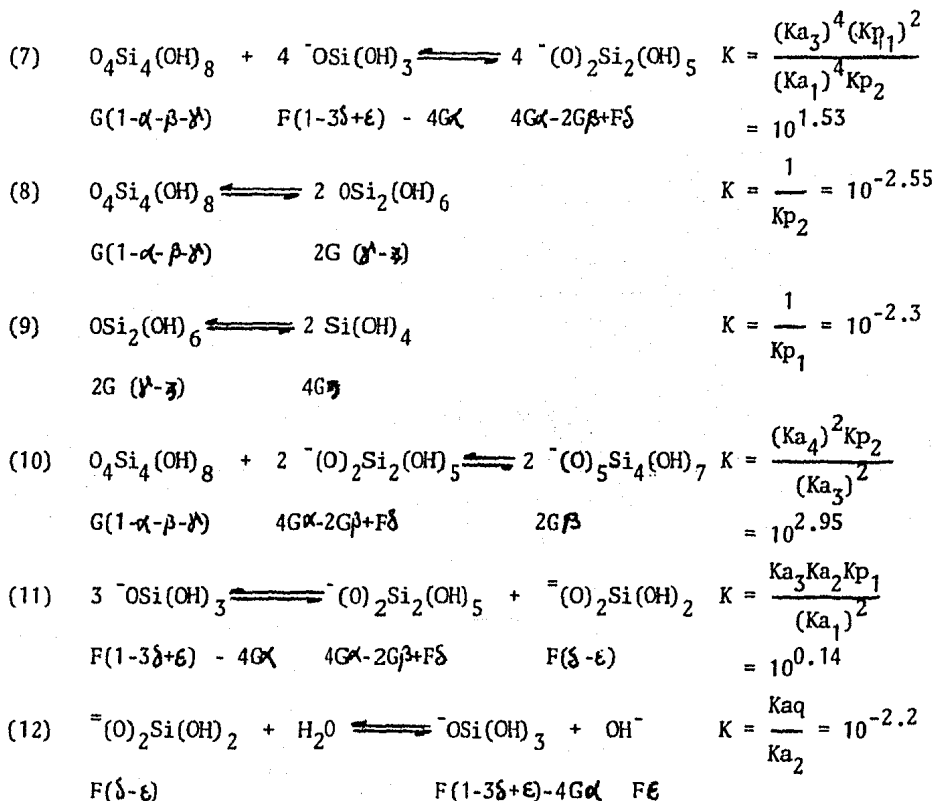 (7) O₄Si₄(OH)₈ + 4 ⁻OSi(OH)₃ ⇌ 4 ⁻(O)₂Si₂(OH)₅ K = (Ka₃)⁴(Kp₁)² / (Ka₁)⁴Kp₂
G(1-α-β-γ) F(1-3δ+ε) - 4Gα 4Gα-2Gβ+Fδ = 10^1.53
(8) O₄Si₄(OH)₈ ⇌ 2 OSi₂(OH)₆ K = 1 / Kp₂ = 10^-2.55
G(1-α-β-γ) 2G (γ-ζ)
(9) OSi₂(OH)₆ ⇌ 2 Si(OH)₄ K = 1 / Kp₁ = 10^-2.3
2G (γ-ζ) 4Gζ
(10) O₄Si₄(OH)₈ + 2 ⁻(O)₂Si₂(OH)₅ ⇌ 2 ⁻(O)₅Si₄(OH)₇ K = (Ka₄)²Kp₂ / (Ka₃)²
G(1-α-β-γ) 4Gα-2Gβ+Fδ 2Gβ = 10^2.95
(11) 3 ⁻OSi(OH)₃ ⇌ ⁻(O)₂Si₂(OH)₅ + ⁼(O)₂Si(OH)₂ K = Ka₃Ka₂Kp₁ / (Ka₁)²
F(1-3δ+ε) - 4Gα 4Gα-2Gβ+Fδ F(δ-ε) = 10^0.14
(12) ⁼(O)₂Si(OH)₂ + H₂O ⇌ ⁻OSi(OH)₃ + OH⁻ K = Kaq / Ka₂ = 10^-2.2
F(δ-ε) F(1-3δ+ε)-4Gα Fε